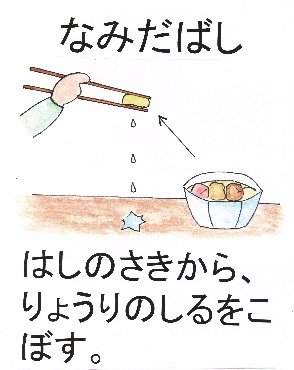 なみだばし
はしのさきから、
りょうりのしるをこ
ぼす。